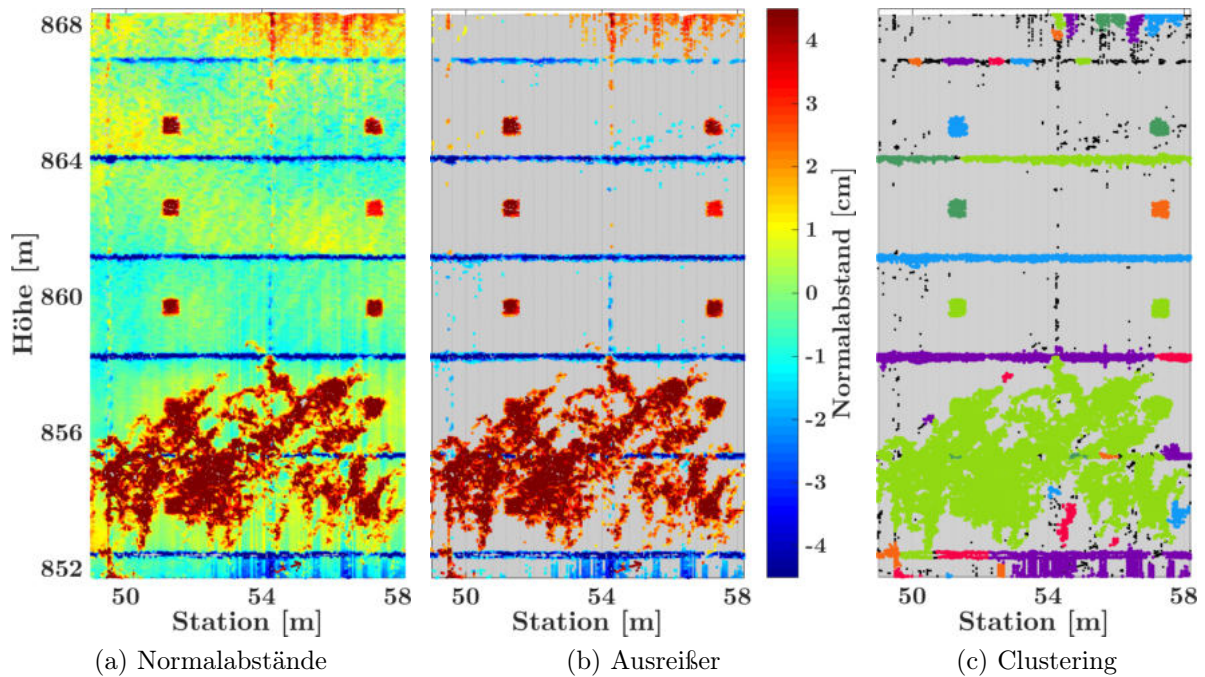 868
864
860
856
852
Höhe [m]
50 54 58
Station [m]
(a) Normalabstände
50 54 58
Station [m]
(b) Ausreißer
4
3
2
1
0
-1
-2
-3
-4
Normalabstand [cm]
50 54 58
Station [m]
(c) Clustering